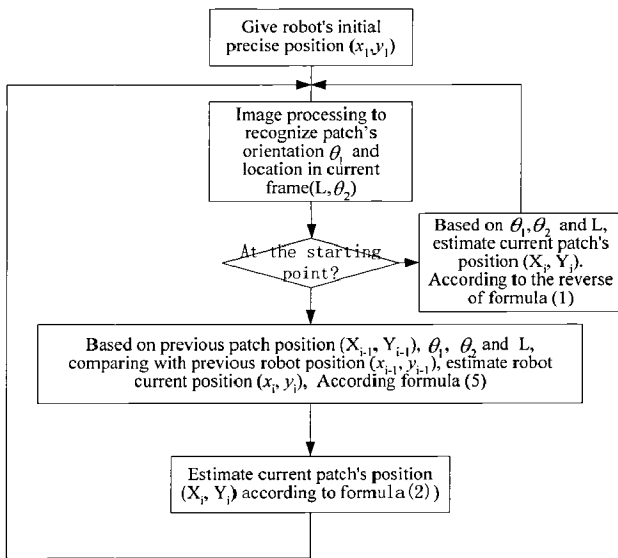 Give robot's initial
precise position (x₁,y₁)
Image processing to
recognize patch's
orientation θ₁ and
location in current
frame(L,θ₂)
At the starting
point?
Based on θ₁,θ₂ and L,
estimate current patch's
position (Xᵢ, Yᵢ).
According to the reverse
of formula (1)
Based on previous patch position (Xᵢ₋₁, Yᵢ₋₁), θ₁, θ₂ and L,
comparing with previous robot position (xᵢ₋₁, yᵢ₋₁), estimate robot
current position (xᵢ, yᵢ), According formula (5)
Estimate current patch's position
(Xᵢ, Yᵢ) according to formula(2))